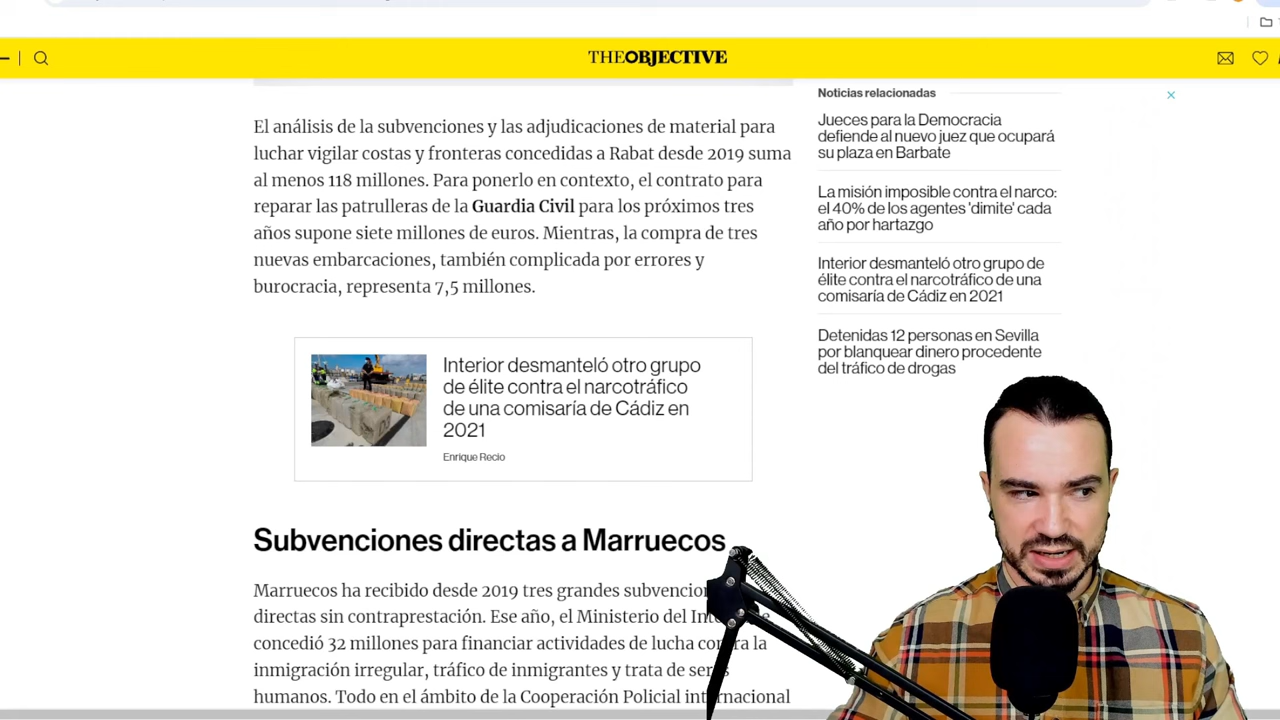 THEOBJECTIVE
El análisis de la subvenciones y las adjudicaciones de material para
luchar vigilar costas y fronteras concedidas a Rabat desde 2019 suma
al menos 118 millones. Para ponerlo en contexto, el contrato para
reparar las patrulleras de la Guardia Civil para los próximos tres
años supone siete millones de euros. Mientras, la compra de tres
nuevas embarcaciones, también complicada por errores y
burocracia, representa 7,5 millones.
Interior desmanteló otro grupo
de élite contra el narcotráfico
de una comisaría de Cádiz en
2021
Enrique Recio
Subvenciones directas a Marruecos
Marruecos ha recibido desde 2019 tres grandes
directas sin contraprestación. Ese año, el Ministerio del
concedió 32 millones para financiar actividades de lucha contra la
inmigración irregular, tráfico de inmigrantes y trata de seres
humanos. Todo en el ámbito de la Cooperación Policial internacional
Noticias relacionadas
Jueces para la Democracia
defiende al nuevo juez que ocupará
su plaza en Barbate
La misión imposible contra el narco:
el 40% de los agentes 'dimite' cada
año por hartazgo
Interior desmanteló otro grupo de
élite contra el narcotráfico de una
comisaría de Cádiz en 2021
Detenidas 12 personas en Sevilla
por blanquear dinero procedente
del tráfico de drogas